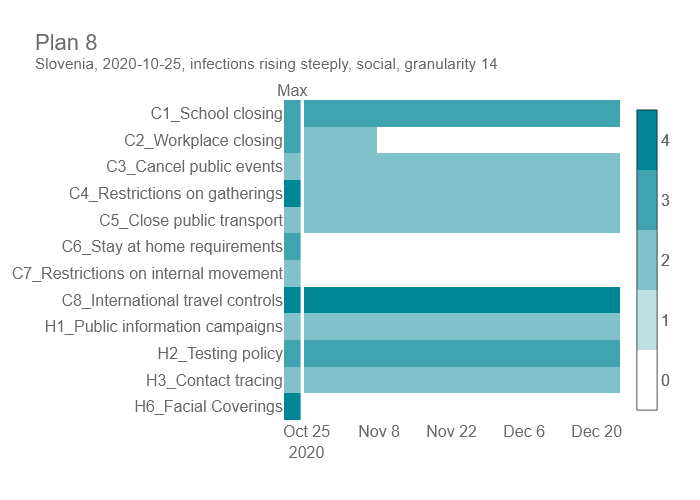 Plan 8
Slovenia, 2020-10-25, infections rising steeply, social, granularity 14
Max
C1_School closing
C2_Workplace closing
C3_Cancel public events
C4_Restrictions on gatherings
C5_Close public transport
C6_Stay at home requirements
C7_Restrictions on internal movement
C8_International travel controls
H1_Public information campaigns
H2_Testing policy
H3_Contact tracing
H6_Facial Coverings
4
3
2
1
0
Oct 25 Nov 8 Nov 22 Dec 6 Dec 20
2020